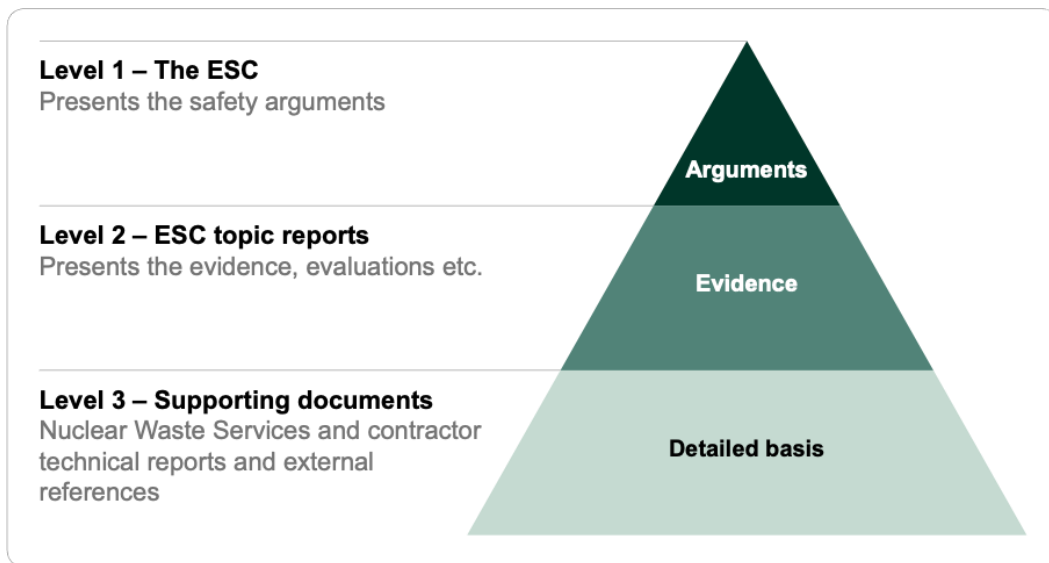 Level 1 – The ESC
Presents the safety arguments
Arguments
Level 2 – ESC topic reports
Presents the evidence, evaluations etc.
Evidence
Level 3 – Supporting documents
Nuclear Waste Services and contractor
technical reports and external
references
Detailed basis